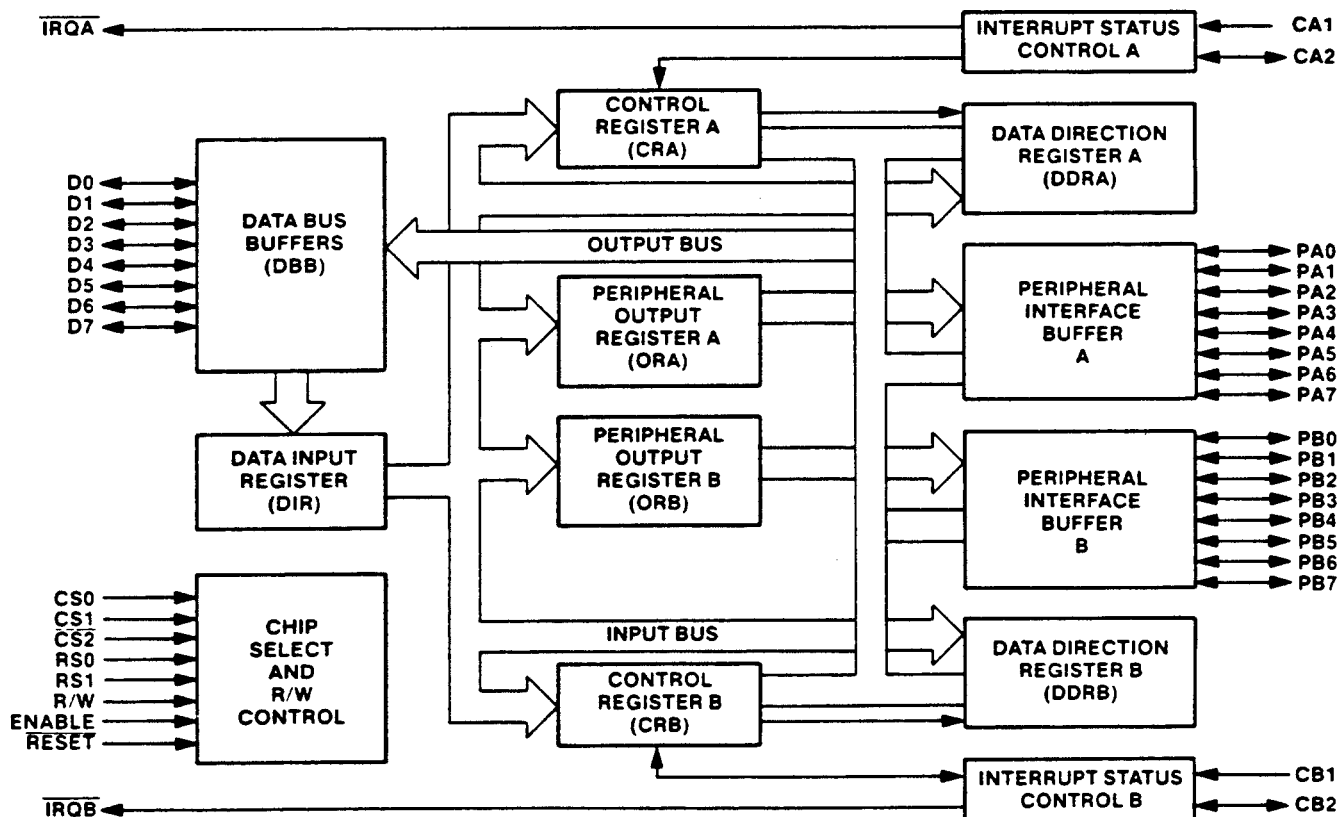 IRQA
INTERRUPT STATUS
CONTROL A
CA1
CA2
CONTROL
REGISTER A
(CRA)
DATA DIRECTION
REGISTER A
(DDRA)
D0
D1
D2
D3
D4
D5
D6
D7
DATA BUS
BUFFERS
(DBB)
OUTPUT BUS
PERIPHERAL
OUTPUT
REGISTER A
(ORA)
PERIPHERAL
INTERFACE
BUFFER
A
PA0
PA1
PA2
PA3
PA4
PA5
PA6
PA7
DATA INPUT
REGISTER
(DIR)
PERIPHERAL
OUTPUT
REGISTER B
(ORB)
PERIPHERAL
INTERFACE
BUFFER
B
PB0
PB1
PB2
PB3
PB4
PB5
PB6
PB7
CS0
CS1
CS2
RS0
RS1
R/W
ENABLE
RESET
CHIP
SELECT
AND
R/W
CONTROL
INPUT BUS
CONTROL
REGISTER B
(CRB)
DATA DIRECTION
REGISTER B
(DDRB)
IRQB
INTERRUPT STATUS
CONTROL B
CB1
CB2